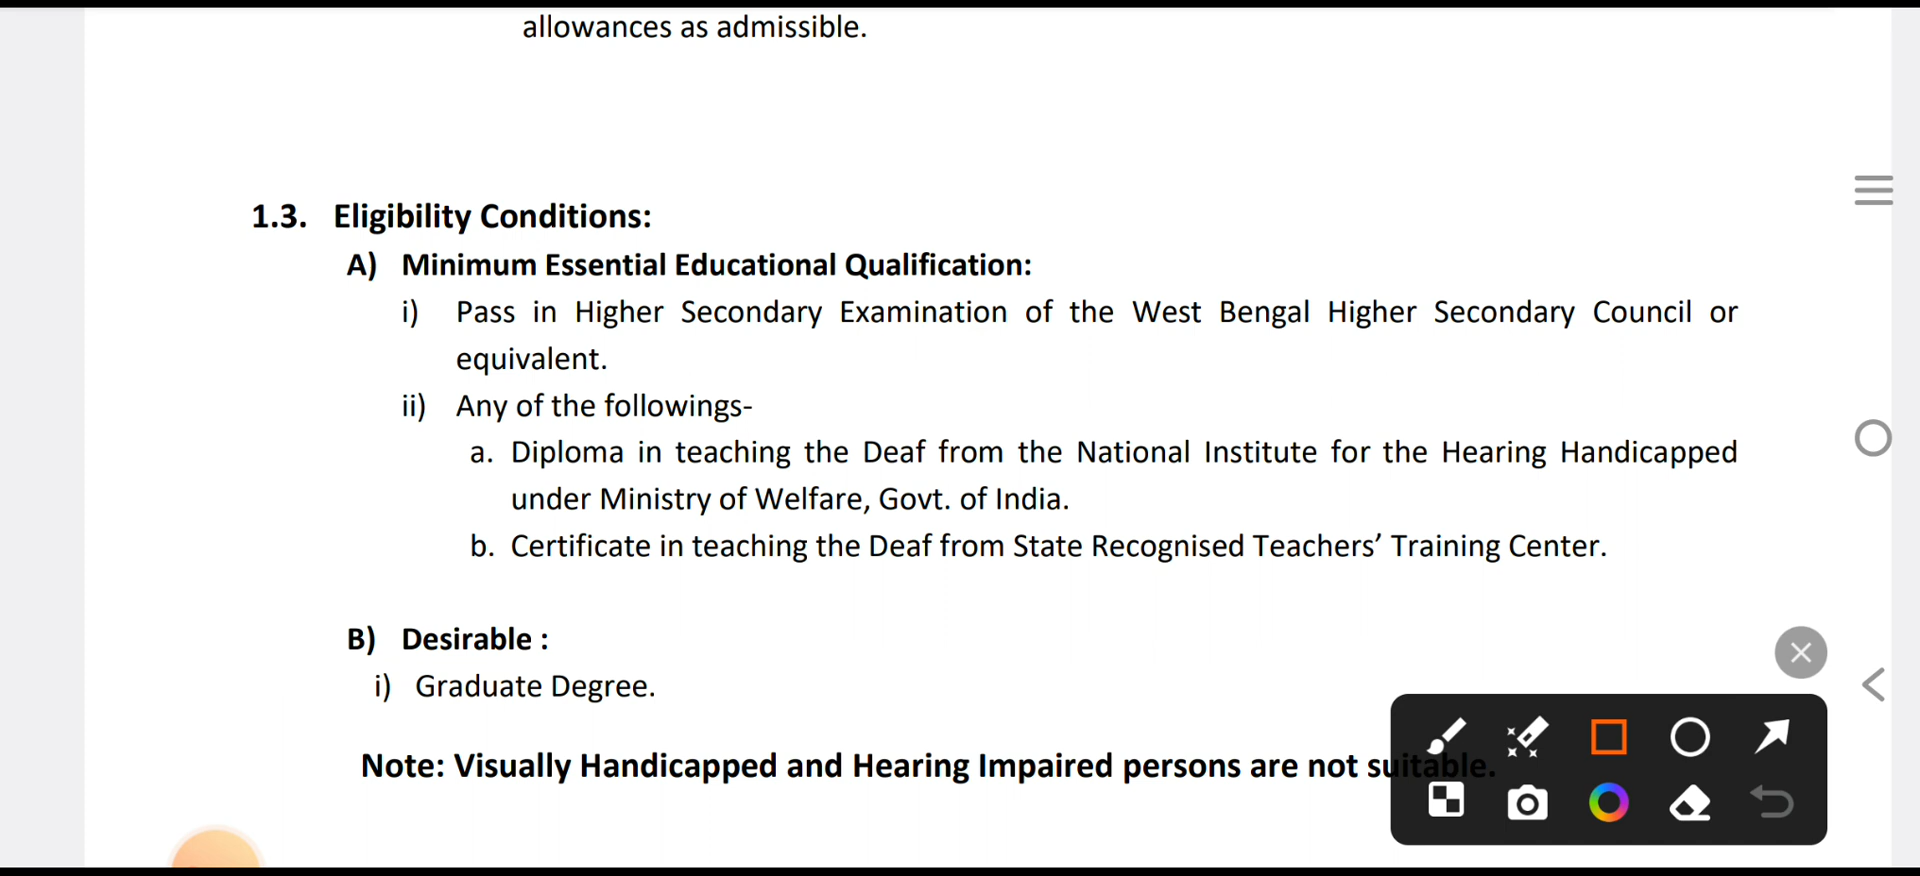 allowances as admissible.
1.3. Eligibility Conditions:
A) Minimum Essential Educational Qualification:
i) Pass in Higher Secondary Examination of the West Bengal Higher Secondary Council or
equivalent.
ii) Any of the followings-
a. Diploma in teaching the Deaf from the National Institute for the Hearing Handicapped
under Ministry of Welfare, Govt. of India.
b. Certificate in teaching the Deaf from State Recognised Teachers’ Training Center.
B) Desirable :
i) Graduate Degree.
Note: Visually Handicapped and Hearing Impaired persons are not suitable.